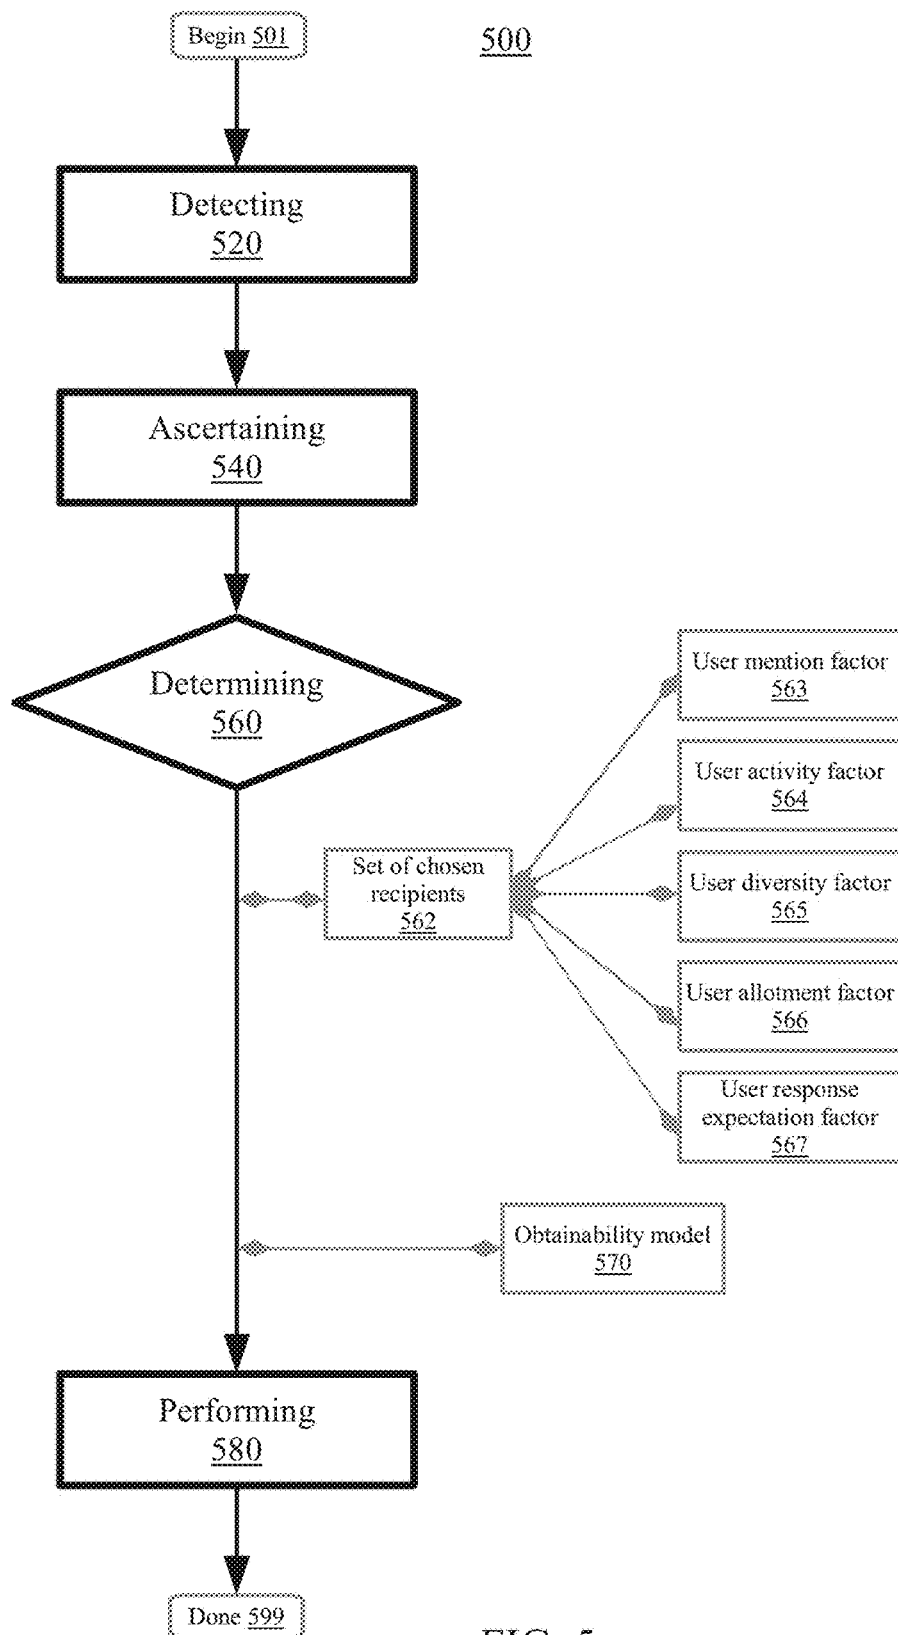 Begin 501
500
Detecting
520
Ascertaining
540
Determining
560
User mention factor
563
User activity factor
564
Set of chosen
recipients
562
User diversity factor
565
User allotment factor
566
User response
expectation factor
567
Obtainability model
570
Performing
580
Done 599
FIG. 5